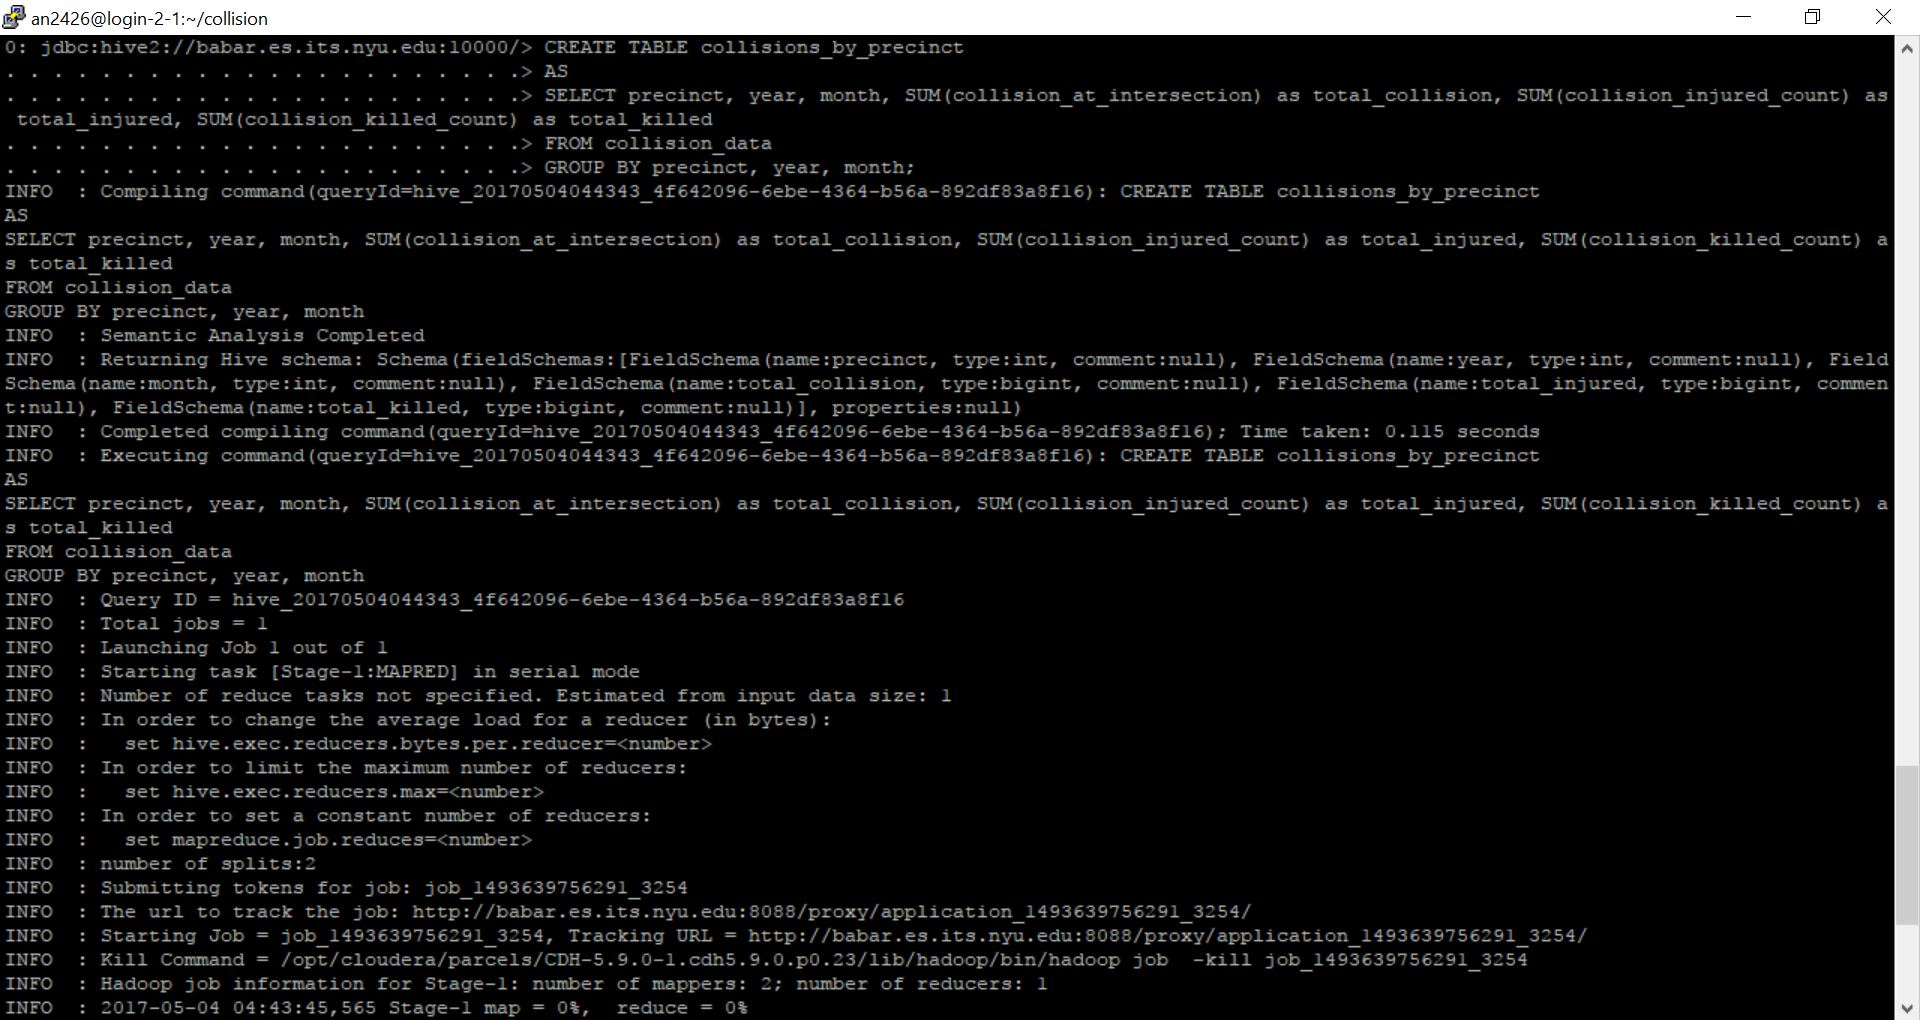 an2426@login-2-1:~/collision
0: jdbc:hive2://babar.es.its.nyu.edu:10000/> CREATE TABLE collisions_by_precinct
. . . . . . . . . . . . . . . . . . . . . .> AS
. . . . . . . . . . . . . . . . . . . . . .> SELECT precinct, year, month, SUM(collision_at_intersection) as total_collision, SUM(collision_injured_count) as
 total_injured, SUM(collision_killed_count) as total_killed
. . . . . . . . . . . . . . . . . . . . . .> FROM collision_data
. . . . . . . . . . . . . . . . . . . . . .> GROUP BY precinct, year, month;
INFO  : Compiling command(queryId=hive_20170504044343_4f642096-6ebe-4364-b56a-892df83a8f16): CREATE TABLE collisions_by_precinct
AS
SELECT precinct, year, month, SUM(collision_at_intersection) as total_collision, SUM(collision_injured_count) as total_injured, SUM(collision_killed_count) a
s total_killed
FROM collision_data
GROUP BY precinct, year, month
INFO  : Semantic Analysis Completed
INFO  : Returning Hive schema: Schema(fieldSchemas:[FieldSchema(name:precinct, type:int, comment:null), FieldSchema(name:year, type:int, comment:null), Field
Schema(name:month, type:int, comment:null), FieldSchema(name:total_collision, type:bigint, comment:null), FieldSchema(name:total_injured, type:bigint, commen
t:null), FieldSchema(name:total_killed, type:bigint, comment:null)], properties:null)
INFO  : Completed compiling command(queryId=hive_20170504044343_4f642096-6ebe-4364-b56a-892df83a8f16); Time taken: 0.115 seconds
INFO  : Executing command(queryId=hive_20170504044343_4f642096-6ebe-4364-b56a-892df83a8f16): CREATE TABLE collisions_by_precinct
AS
SELECT precinct, year, month, SUM(collision_at_intersection) as total_collision, SUM(collision_injured_count) as total_injured, SUM(collision_killed_count) a
s total_killed
FROM collision_data
GROUP BY precinct, year, month
INFO  : Query ID = hive_20170504044343_4f642096-6ebe-4364-b56a-892df83a8f16
INFO  : Total jobs = 1
INFO  : Launching Job 1 out of 1
INFO  : Starting task [Stage-1:MAPRED] in serial mode
INFO  : Number of reduce tasks not specified. Estimated from input data size: 1
INFO  : In order to change the average load for a reducer (in bytes):
INFO  :   set hive.exec.reducers.bytes.per.reducer=<number>
INFO  : In order to limit the maximum number of reducers:
INFO  :   set hive.exec.reducers.max=<number>
INFO  : In order to set a constant number of reducers:
INFO  :   set mapreduce.job.reduces=<number>
INFO  : number of splits:2
INFO  : Submitting tokens for job: job_1493639756291_3254
INFO  : The url to track the job: http://babar.es.its.nyu.edu:8088/proxy/application_1493639756291_3254/
INFO  : Starting Job = job_1493639756291_3254, Tracking URL = http://babar.es.its.nyu.edu:8088/proxy/application_1493639756291_3254/
INFO  : Kill Command = /opt/cloudera/parcels/CDH-5.9.0-1.cdh5.9.0.p0.23/lib/hadoop/bin/hadoop job  -kill job_1493639756291_3254
INFO  : Hadoop job information for Stage-1: number of mappers: 2; number of reducers: 1
INFO  : 2017-05-04 04:43:45,565 Stage-1 map = 0%,  reduce = 0%